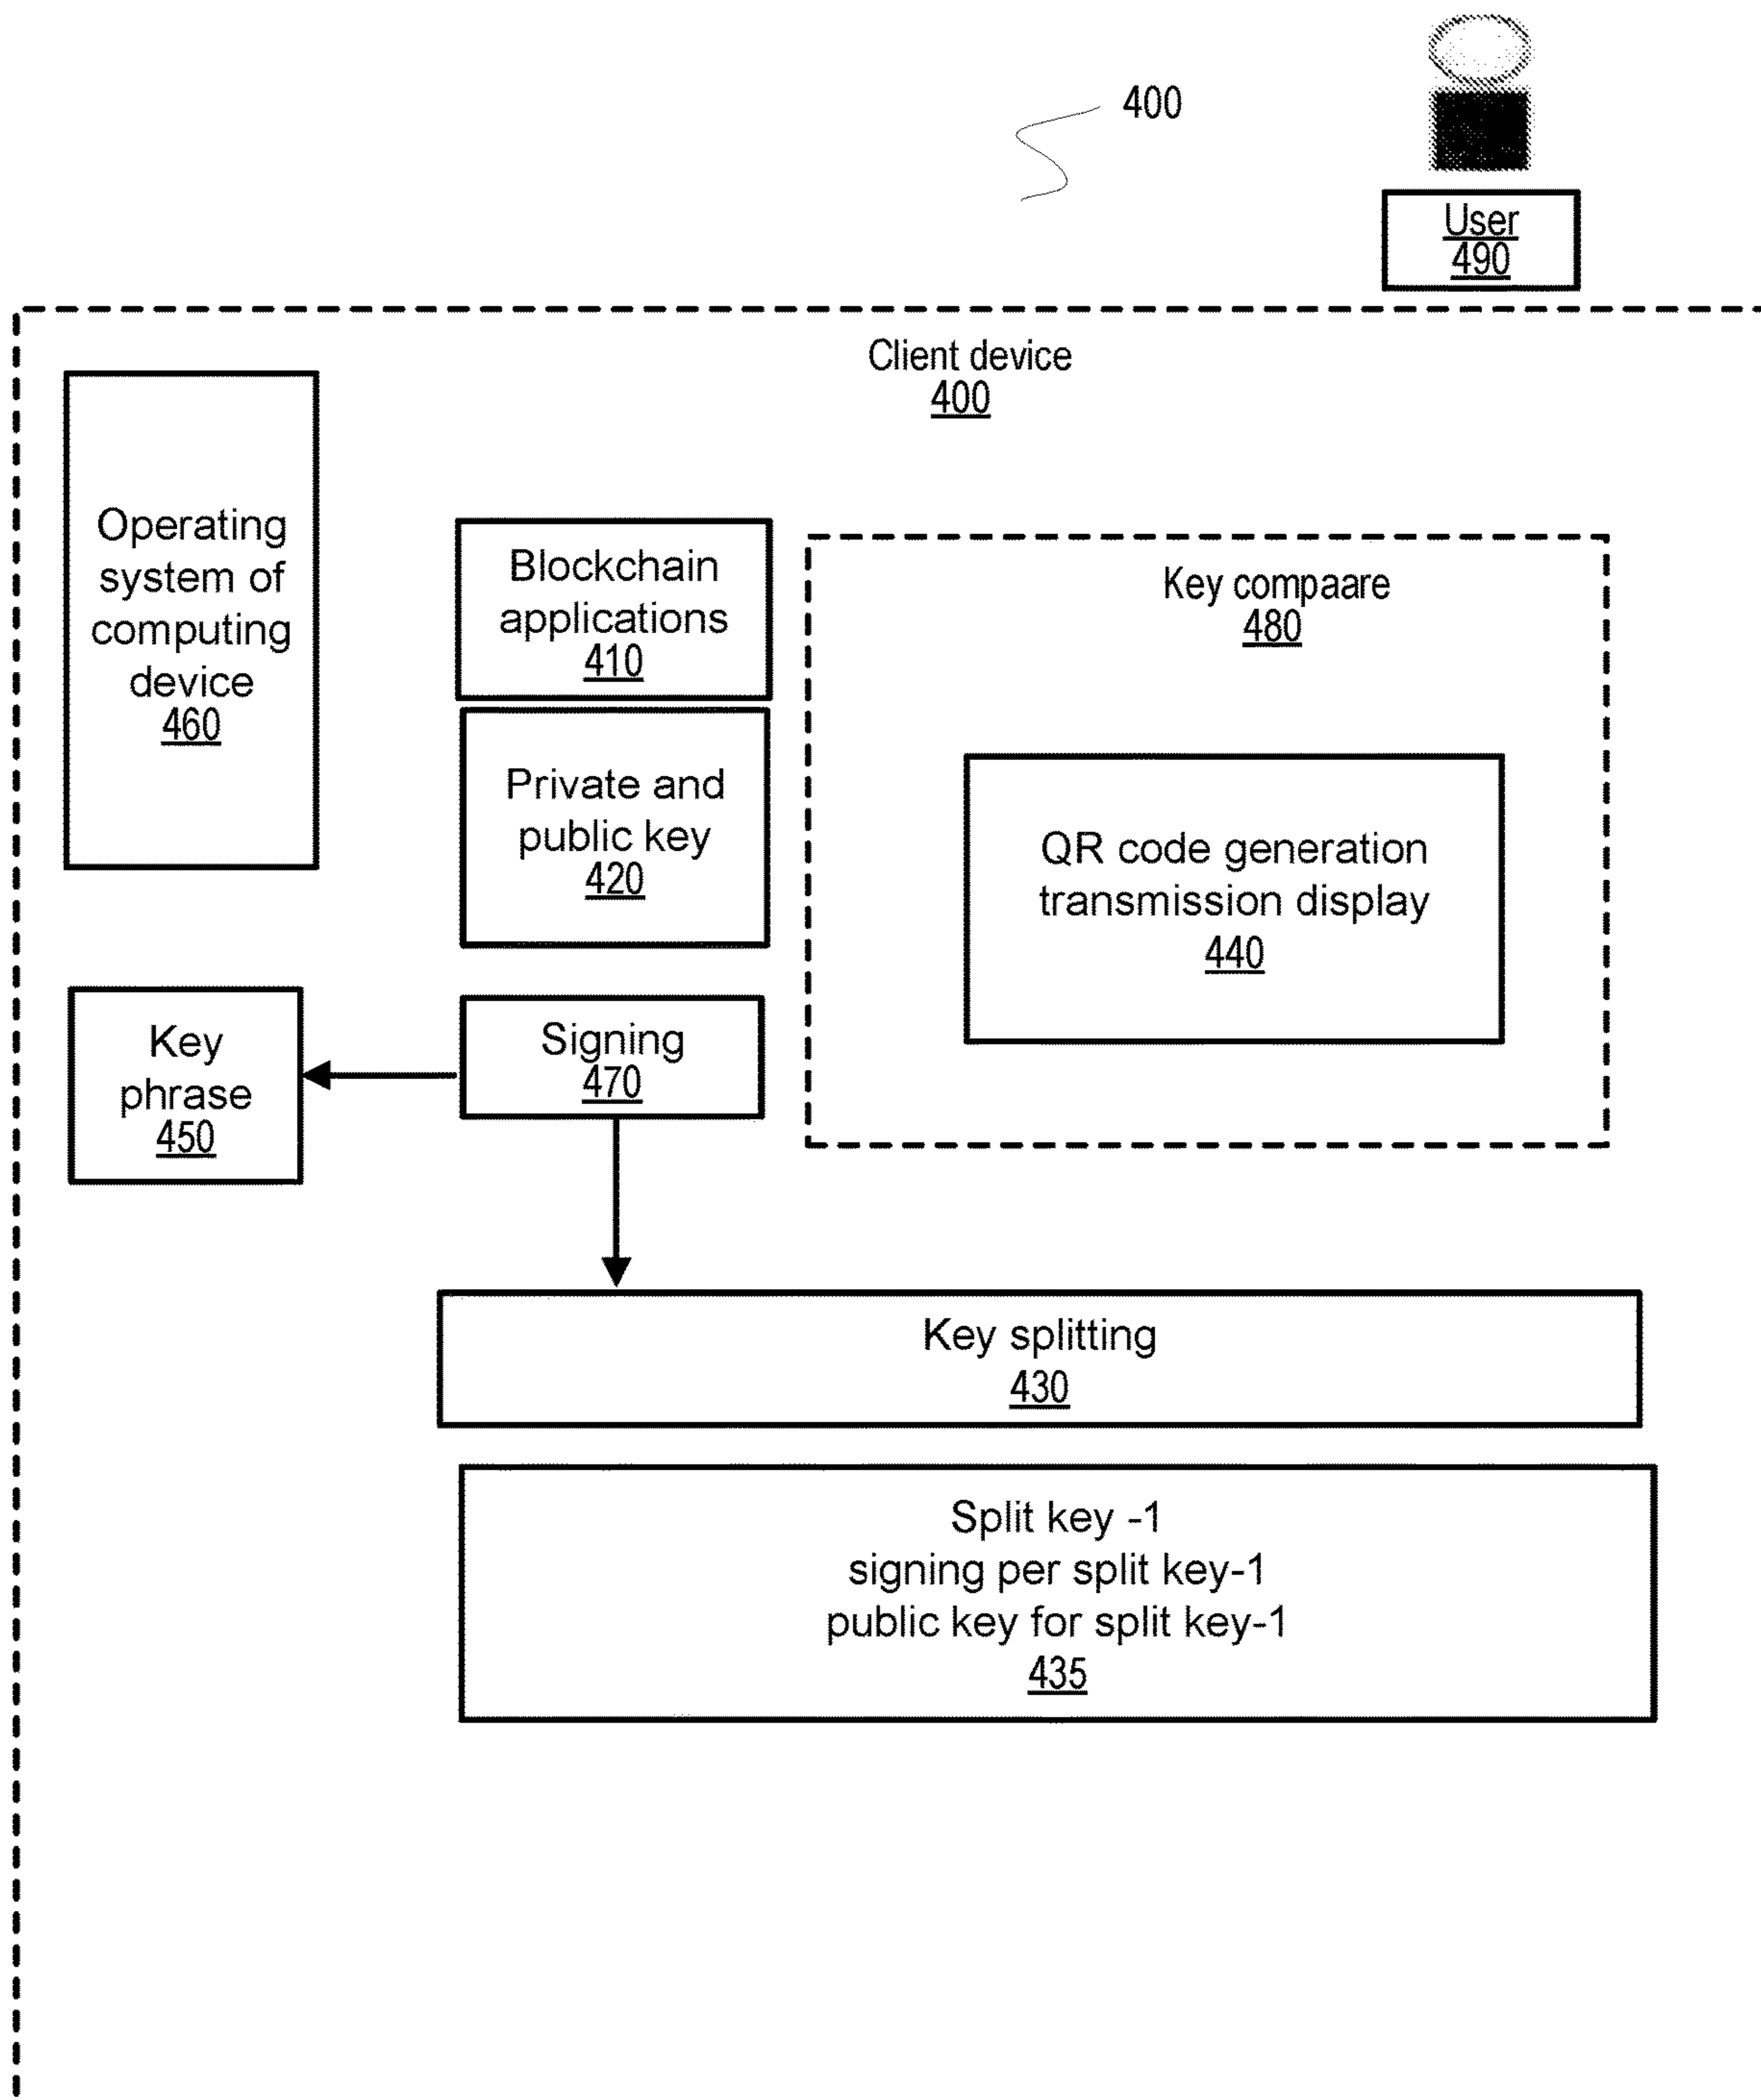 400
User
490
Client device
400
Operating
system of
computing
device
460
Blockchain
applications
410
Private and
public key
420
Key compaare
480
QR code generation
transmission display
440
Key
phrase
450
Signing
470
Key splitting
430
Split key -1
signing per split key-1
public key for split key-1
435